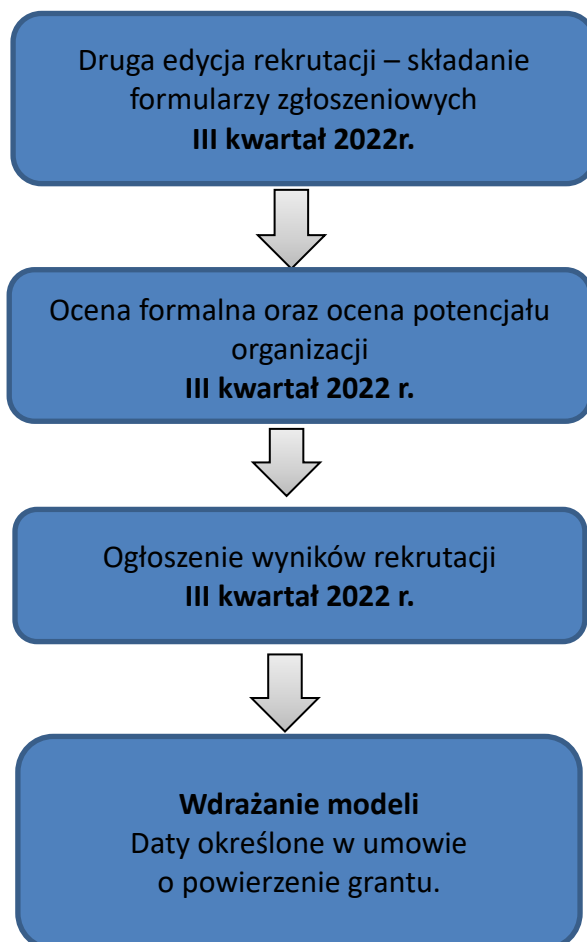 Druga edycja rekrutacji – składanie
formularzy zgłoszeniowych
III kwartał 2022r.
Ocena formalna oraz ocena potencjału
organizacji
III kwartał 2022 r.
Ogłoszenie wyników rekrutacji
III kwartał 2022 r.
Wdrażanie modeli
Daty określone w umowie
o powierzenie grantu.